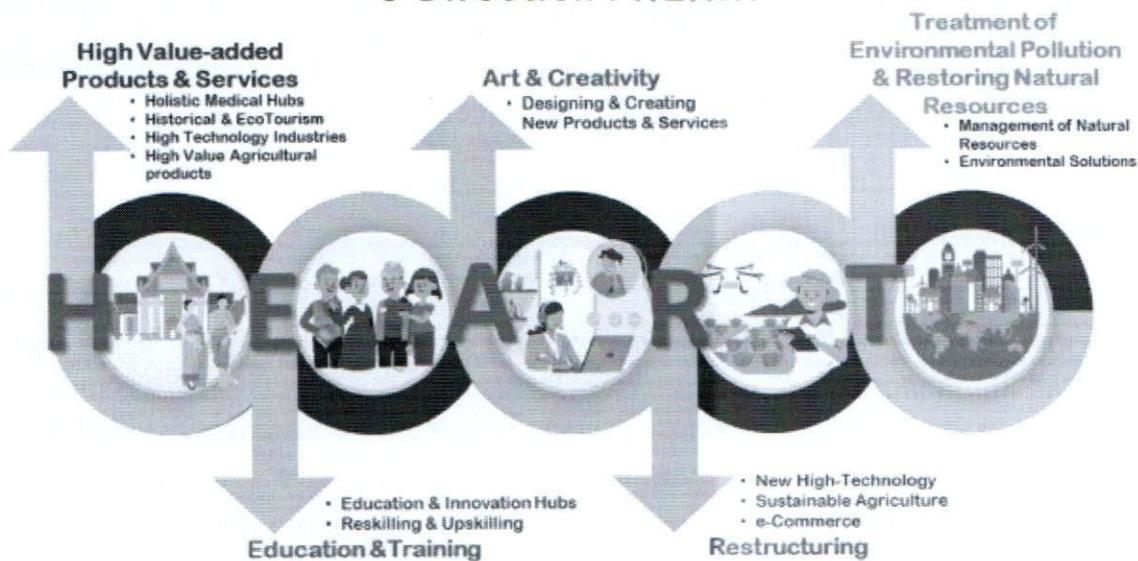 High Value-added
Products & Services
• Holistic Medical Hubs
• Historical & EcoTourism
• High Technology Industries
• High Value Agricultural
products
Art & Creativity
• Designing & Creating
New Products & Services
Treatment of
Environmental Pollution
& Restoring Natural
Resources
• Management of Natural
Resources
• Environmental Solutions
H E A R T
• Education & Innovation Hubs
• Reskilling & Upskilling
Education & Training
• New High-Technology
• Sustainable Agriculture
• e-Commerce
Restructuring